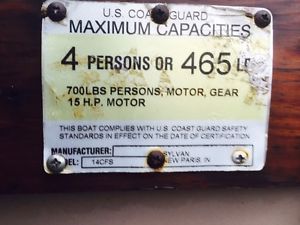 U.S. COAST GUARD
MAXIMUM CAPACITIES
4 PERSONS OR 465
700LBS PERSONS, MOTOR, GEAR
15 H.P. MOTOR
THIS BOAT COMPLIES WITH U.S. COAST GUARD SAFETY
STANDARDS IN EFFECT ON THE DATE OF CERTIFICATION
MANUFACTURER: SYLVAN
14CFS NEW PARIS, IN